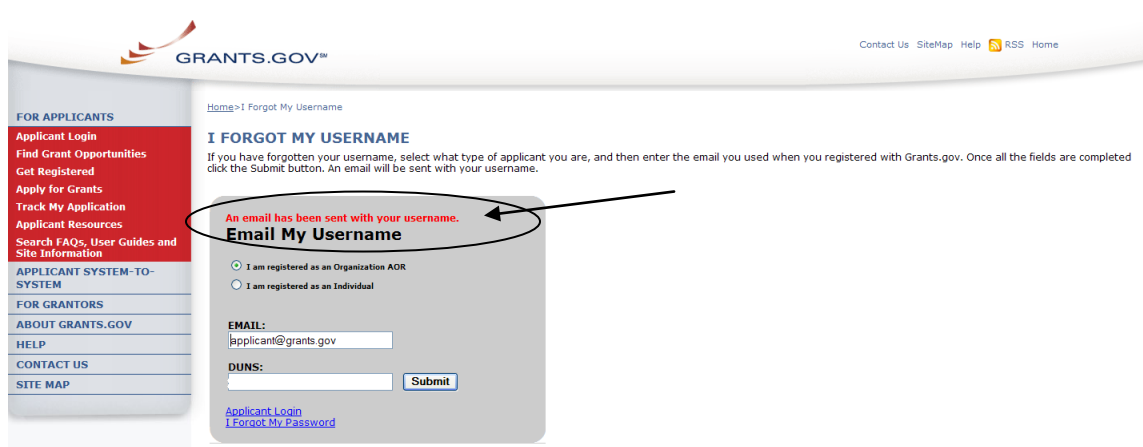 GRANTS.GOV℠
Contact Us SiteMap Help RSS Home
FOR APPLICANTS
Applicant Login
Find Grant Opportunities
Get Registered
Apply for Grants
Track My Application
Applicant Resources
Search FAQs, User Guides and
Site Information
APPLICANT SYSTEM-TO-
SYSTEM
FOR GRANTORS
ABOUT GRANTS.GOV
HELP
CONTACT US
SITE MAP
Home>I Forgot My Username
I FORGOT MY USERNAME
If you have forgotten your username, select what type of applicant you are, and then enter the email you used when you registered with Grants.gov. Once all the fields are completed
click the Submit button. An email will be sent with your username.
An email has been sent with your username.
Email My Username
I am registered as an Organization AOR
I am registered as an Individual
EMAIL:
applicant@grants.gov
DUNS:
Submit
Applicant Login
I Forgot My Password